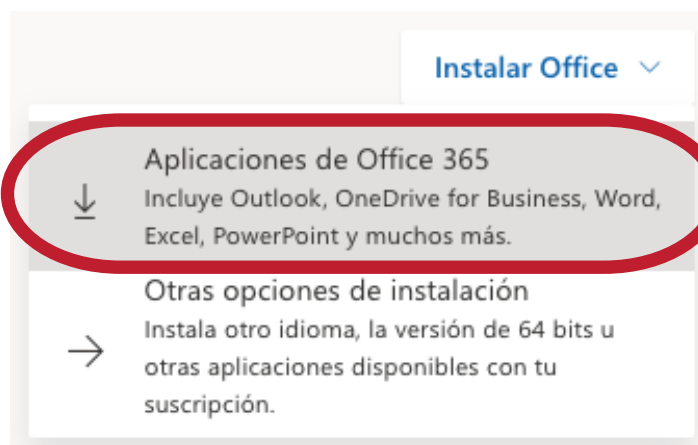 Instalar Office
Aplicaciones de Office 365
Incluye Outlook, OneDrive for Business, Word,
Excel, PowerPoint y muchos más.
Otras opciones de instalación
Instala otro idioma, la versión de 64 bits u
otras aplicaciones disponibles con tu
suscripción.